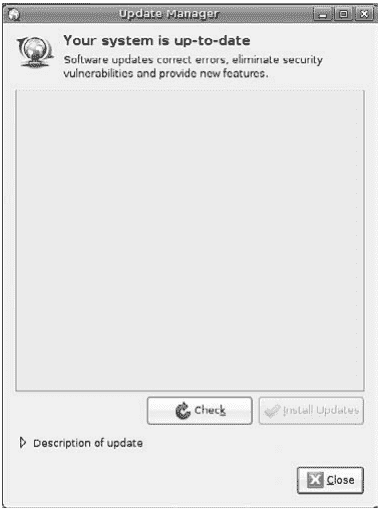 Update Manager
Your system is up-to-date
Software updates correct errors, eliminate security
vulnerabilities and provide new features.
Check
Install Updates
Description of update
Close